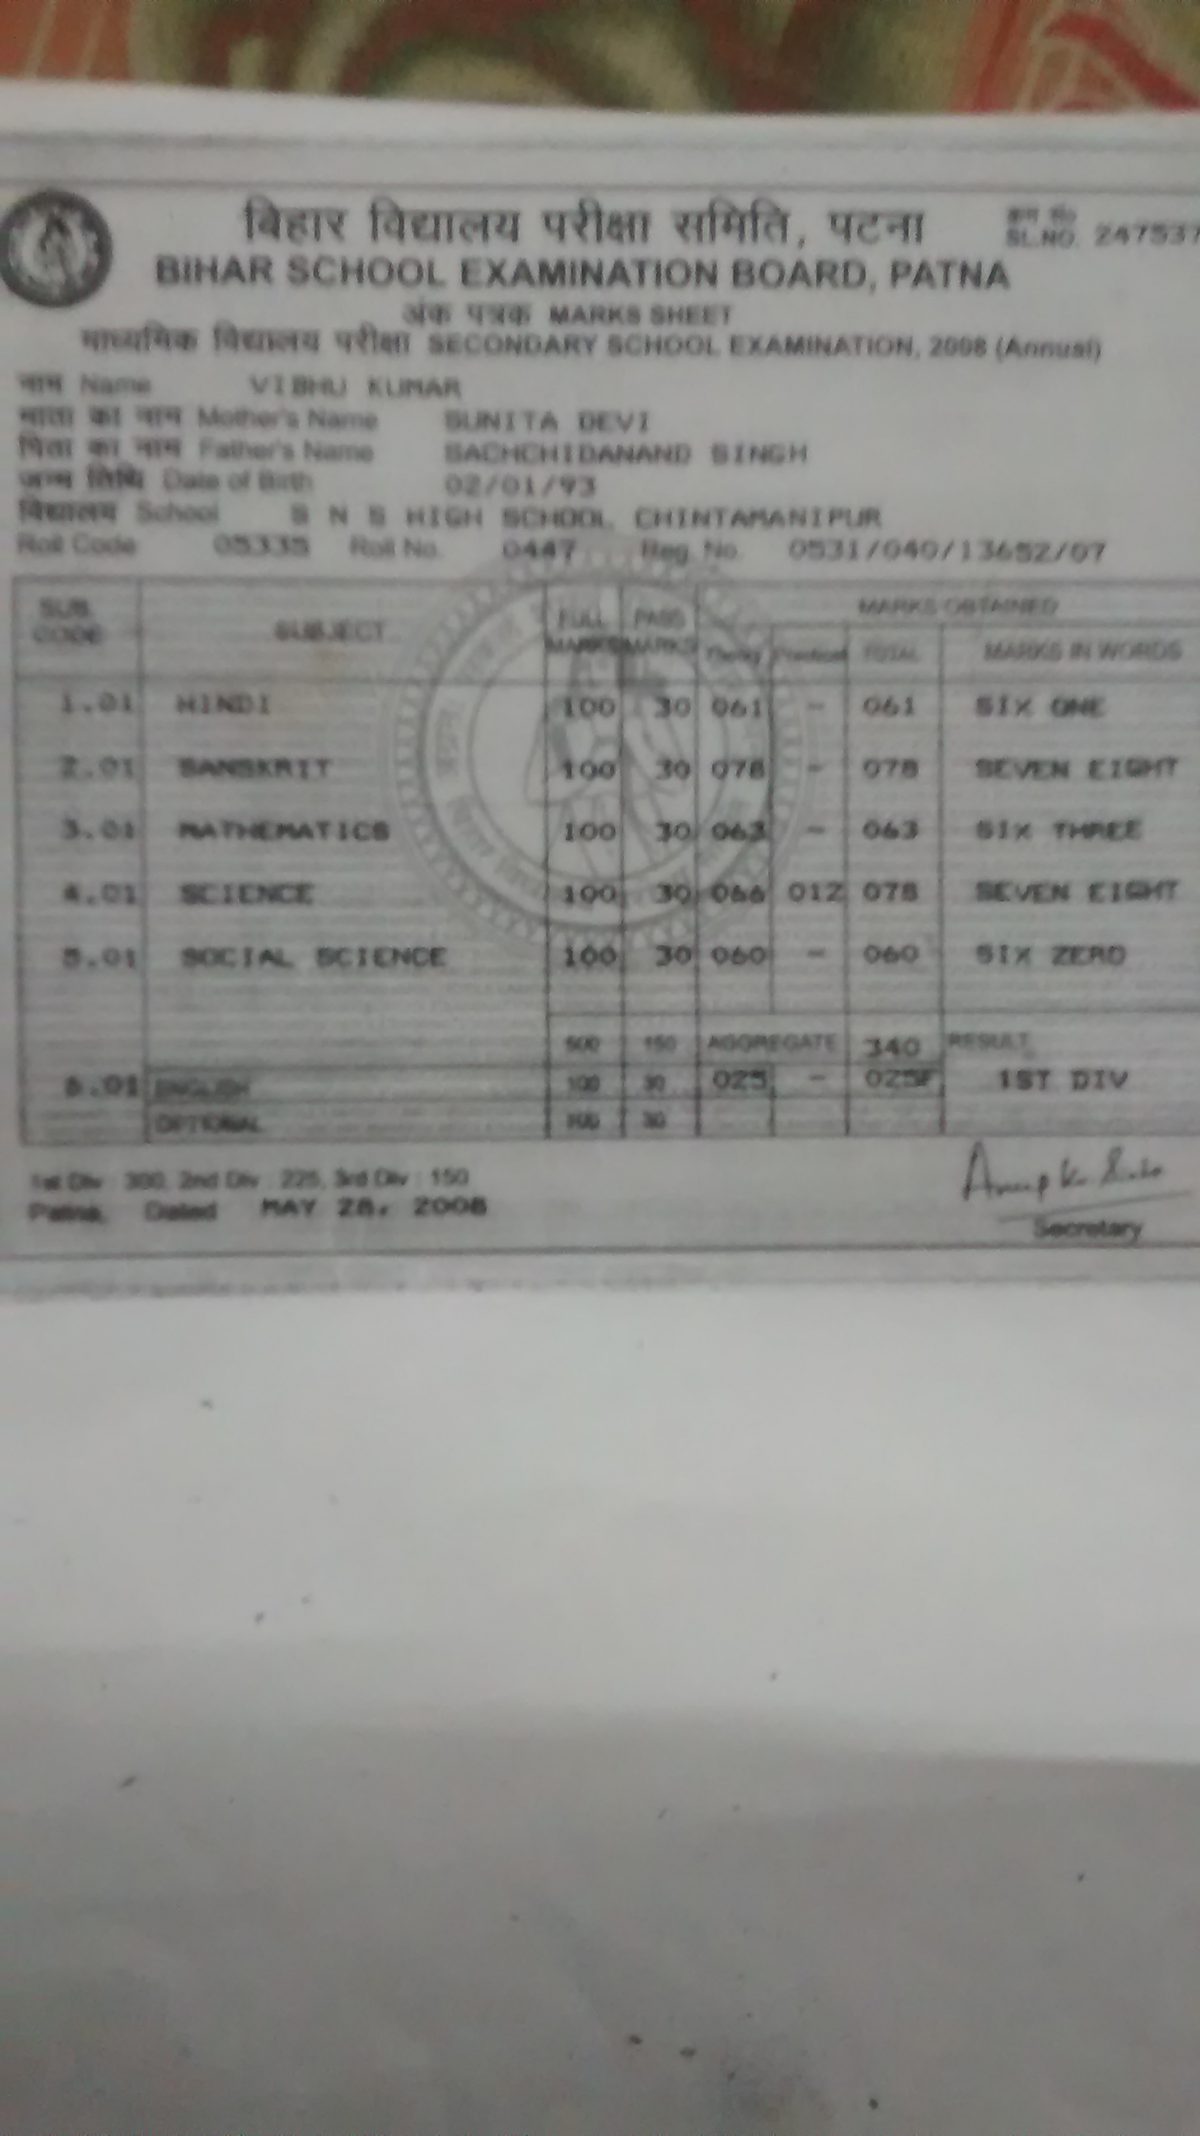 बिहार विद्यालय परीक्षा समिति, पटना
क्रम सं०
SL.NO. 247537
BIHAR SCHOOL EXAMINATION BOARD, PATNA
अंक पत्रक MARKS SHEET
माध्यमिक विद्यालय परीक्षा SECONDARY SCHOOL EXAMINATION, 2008 (Annual)
नाम Name VIBHU KUMAR
माता का नाम Mother's Name SUNITA DEVI
पिता का नाम Father's Name SACHCHIDANAND SINGH
जन्म तिथि Date of Birth 02/01/93
विद्यालय School S N S HIGH SCHOOL CHINTAMANIPUR
Roll Code 05335 Roll No. 0447 Reg. No. 0531/040/13652/07
SUB. CODE SUBJECT FULL MARKS PASS MARKS MARKS OBTAINED
Theory Practical TOTAL MARKS IN WORDS
1.01 HINDI 100 30 061 - 061 SIX ONE
2.01 SANSKRIT 100 30 078 - 078 SEVEN EIGHT
3.01 MATHEMATICS 100 30 063 - 063 SIX THREE
4.01 SCIENCE 100 30 066 012 078 SEVEN EIGHT
5.01 SOCIAL SCIENCE 100 30 060 - 060 SIX ZERO
500 150 AGGREGATE 340 RESULT
6.01 ENGLISH 100 30 025 - 025F 1ST DIV
OPTIONAL 100 30
1st Div : 300, 2nd Div : 225, 3rd Div : 150
Patna, Dated MAY 28, 2008
Secretary